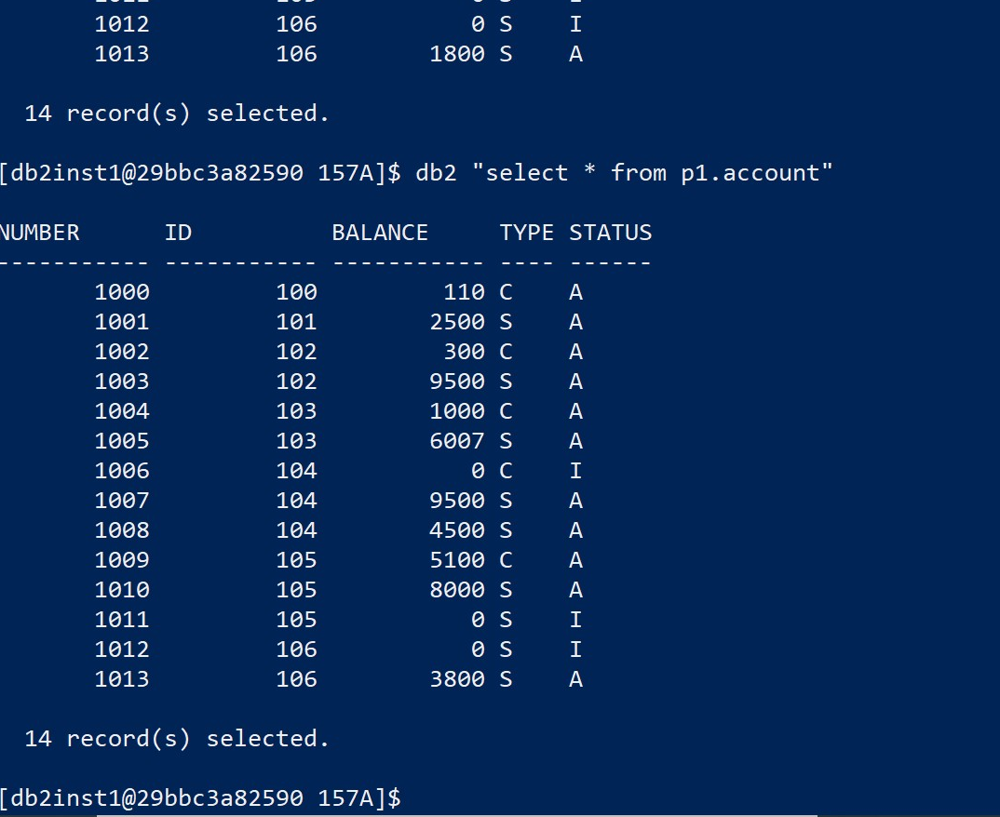 1012 106 0 S I
1013 106 1800 S A
14 record(s) selected.
[db2inst1@29bbc3a82590 157A]$ db2 "select * from p1.account"
NUMBER ID BALANCE TYPE STATUS
----------- ----------- ----------- ---- ------
1000 100 110 C A
1001 101 2500 S A
1002 102 300 C A
1003 102 9500 S A
1004 103 1000 C A
1005 103 6007 S A
1006 104 0 C I
1007 104 9500 S A
1008 104 4500 S A
1009 105 5100 C A
1010 105 8000 S A
1011 105 0 S I
1012 106 0 S I
1013 106 3800 S A
14 record(s) selected.
[db2inst1@29bbc3a82590 157A]$